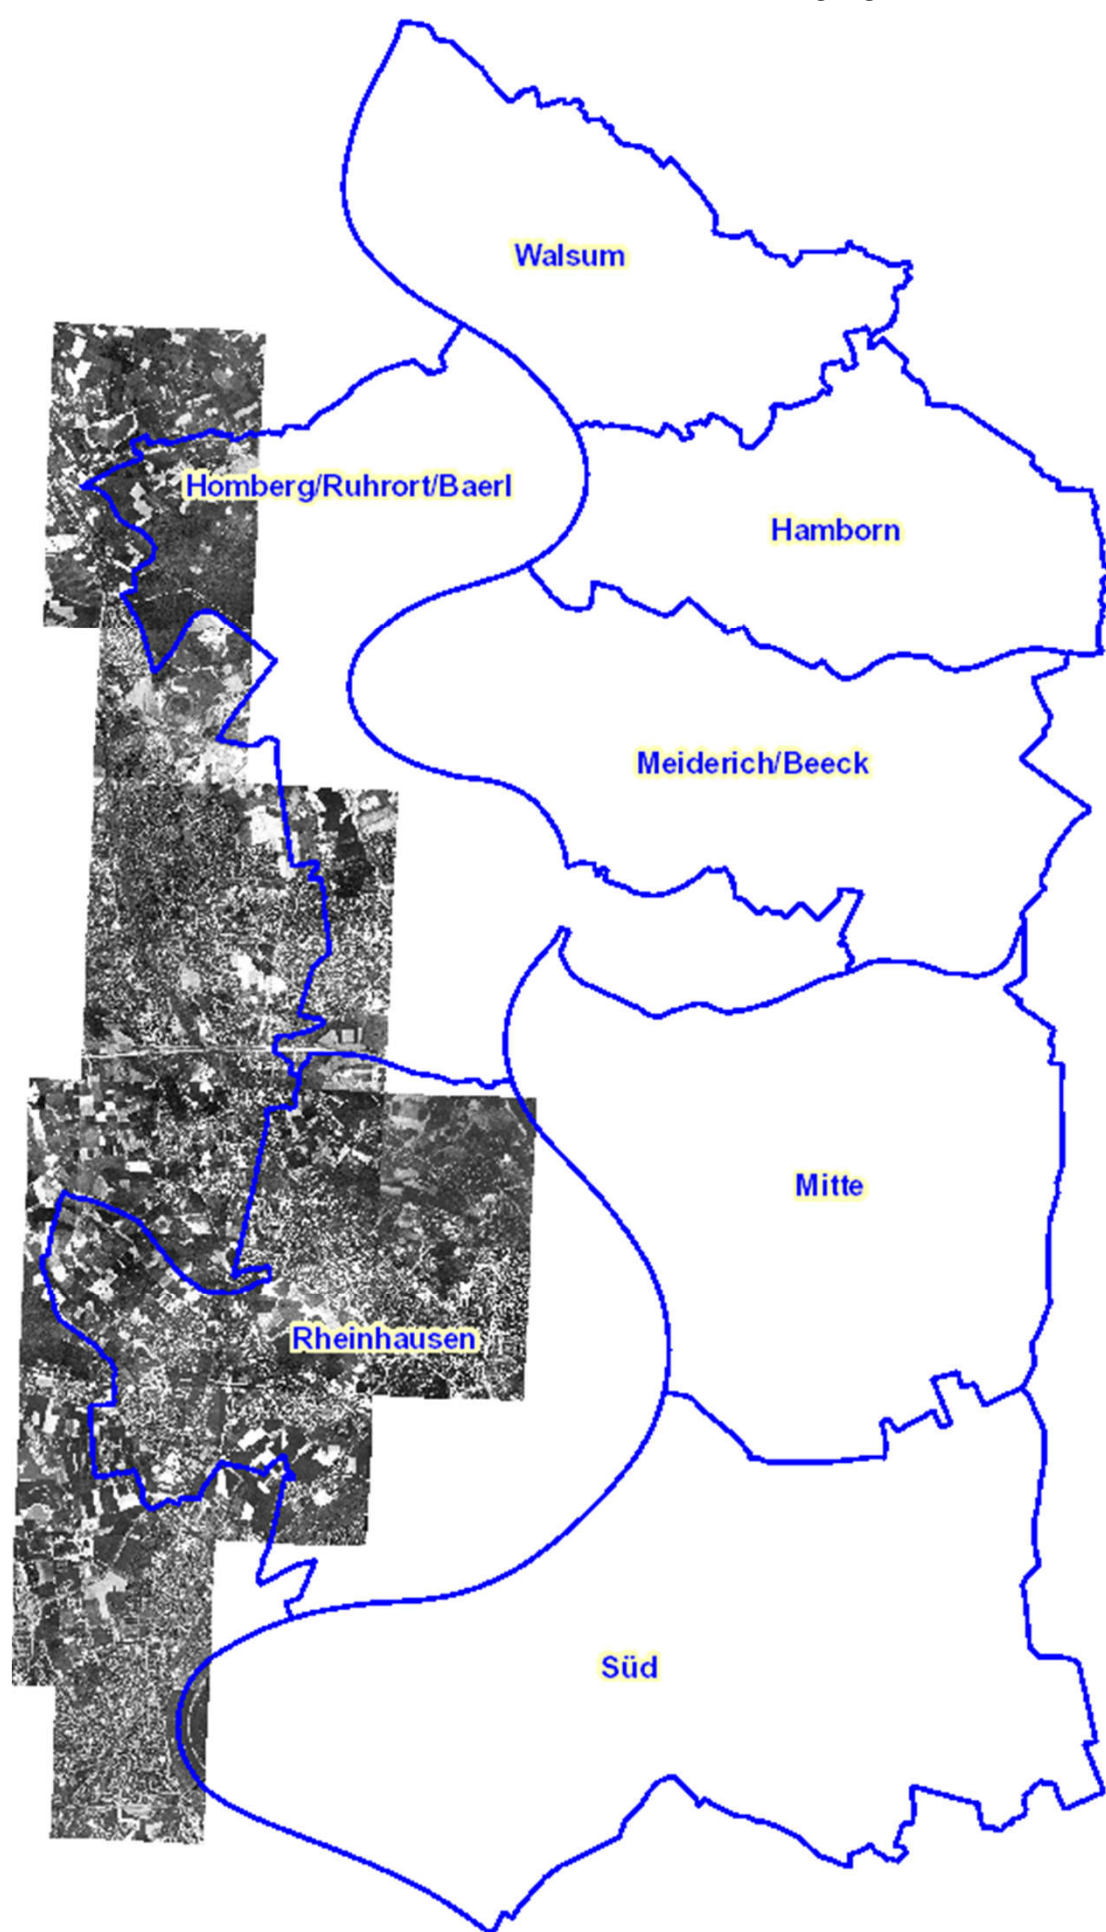 Walsum
Homberg/Ruhrort/Baerl
Hamborn
Meiderich/Beeck
Mitte
Rheinhausen
Süd